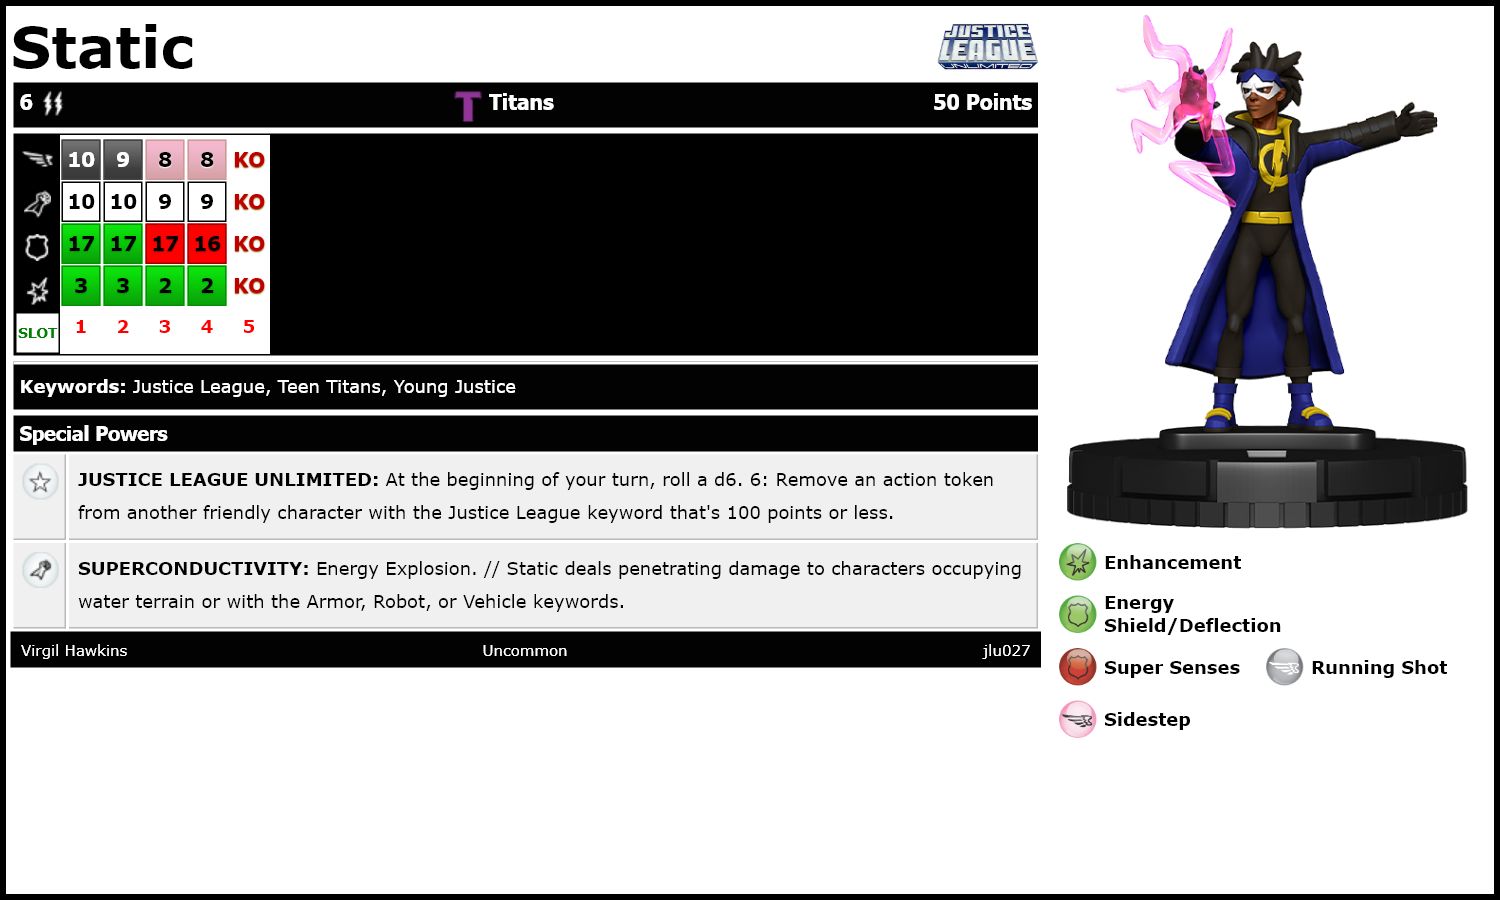 Static
JUSTICE
LEAGUE
UNLIMITED
6 T Titans 50 Points
10 9 8 8 KO
10 10 9 9 KO
17 17 17 16 KO
3 3 2 2 KO
SLOT 1 2 3 4 5
Keywords: Justice League, Teen Titans, Young Justice
Special Powers
JUSTICE LEAGUE UNLIMITED: At the beginning of your turn, roll a d6. 6: Remove an action token
from another friendly character with the Justice League keyword that's 100 points or less.
SUPERCONDUCTIVITY: Energy Explosion. // Static deals penetrating damage to characters occupying
water terrain or with the Armor, Robot, or Vehicle keywords.
Virgil Hawkins Uncommon jlu027
Enhancement
Energy
Shield/Deflection
Super Senses Running Shot
Sidestep